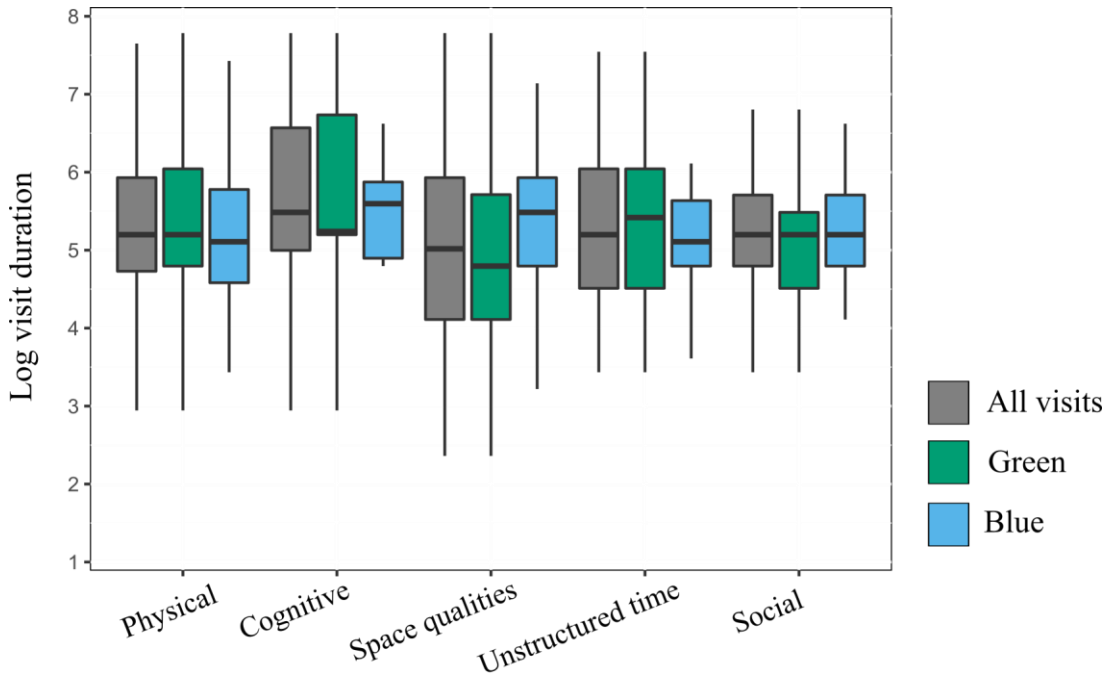 Log visit duration
8
7
6
5
4
3
2
1
Physical
Cognitive
Space qualities
Unstructured time
Social
All visits
Green
Blue